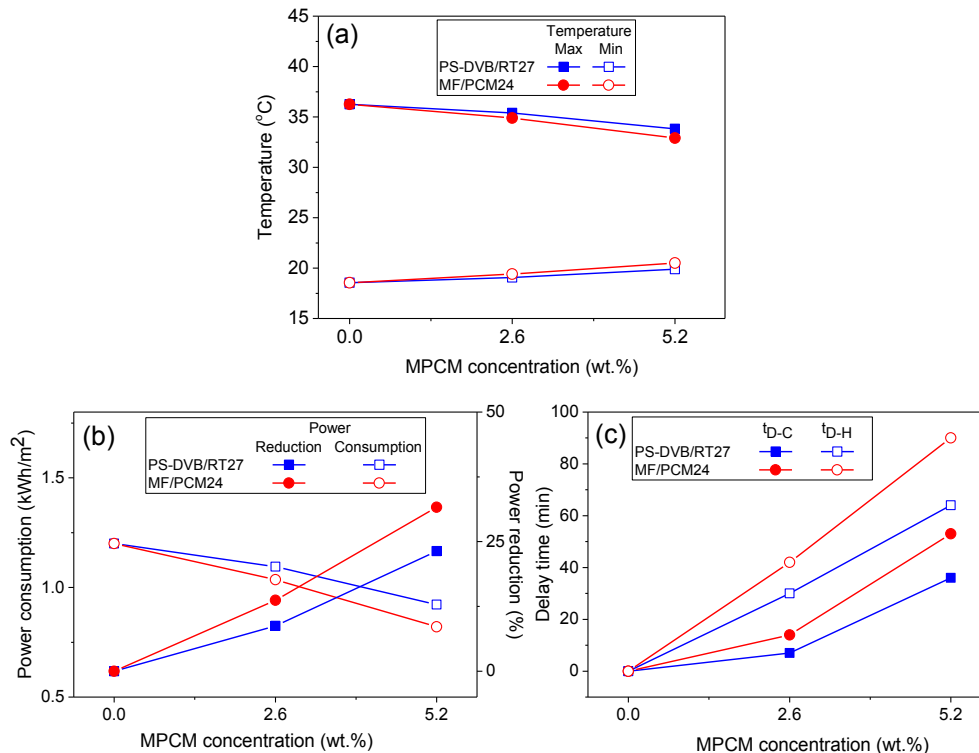 (a)
Temperature
Max Min
PS-DVB/RT27
MF/PCM24
45
40
35
30
25
20
15
Temperature (°C)
0.0 2.6 5.2
MPCM concentration (wt.%)
(b)
Power
Reduction Consumption
PS-DVB/RT27
MF/PCM24
1.5
1.0
0.5
Power consumption (kWh/m²)
50
25
0
Power reduction (%)
0.0 2.6 5.2
MPCM concentration (wt.%)
(c)
tD-C tD-H
PS-DVB/RT27
MF/PCM24
100
80
60
40
20
0
Delay time (min)
0.0 2.6 5.2
MPCM concentration (wt.%)